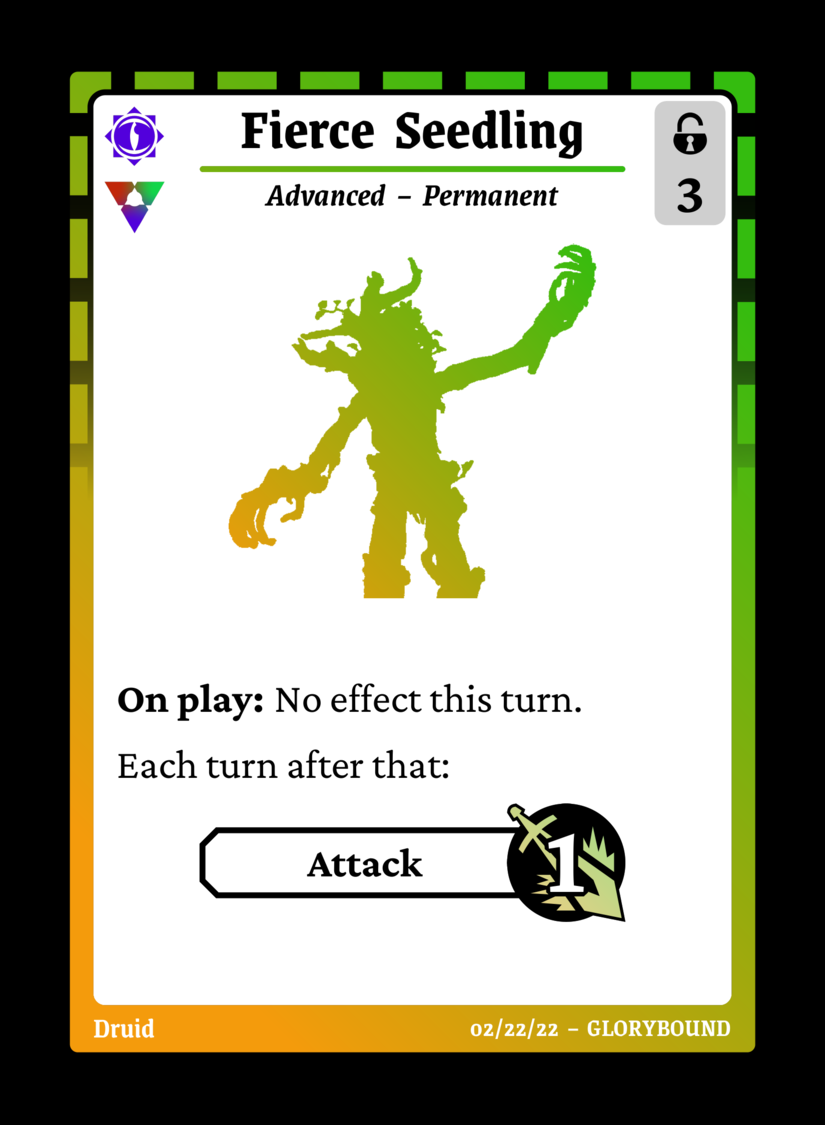 Fierce Seedling
Advanced – Permanent
3
On play: No effect this turn.
Each turn after that:
Attack
1
Druid
02/22/22 – GLORYBOUND